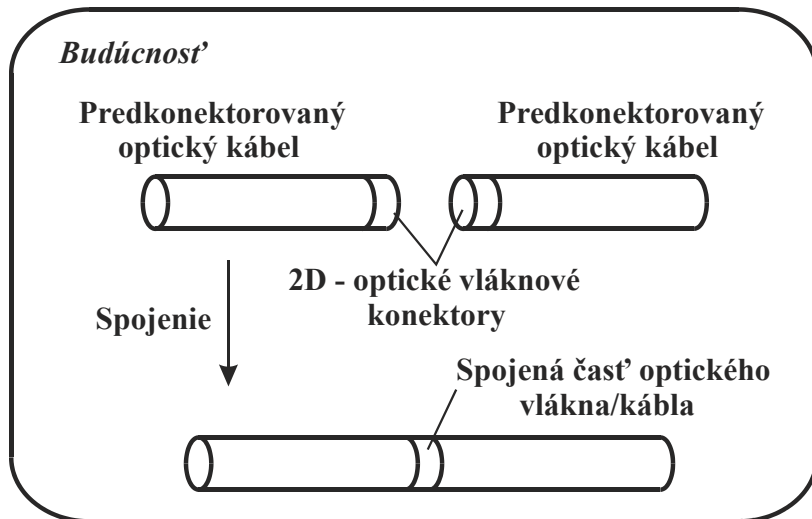 Budúcnosť
Predkonektorovaný
optický kábel
Predkonektorovaný
optický kábel
2D - optické vláknové
konektory
Spojenie
Spojená časť optického
vlákna/kábla